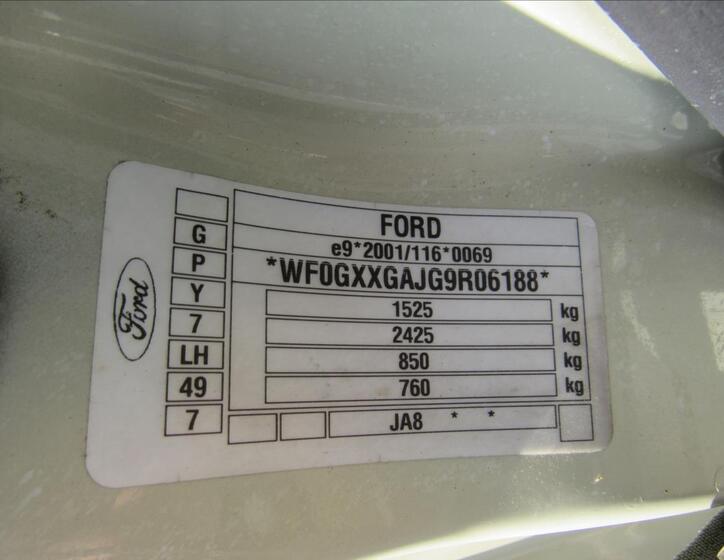 Ford
G
P
Y
7
LH
49
7
FORD
e9*2001/116*0069
*WF0GXXGAJG9R06188*
1525 kg
2425 kg
850 kg
760 kg
JA8 * *